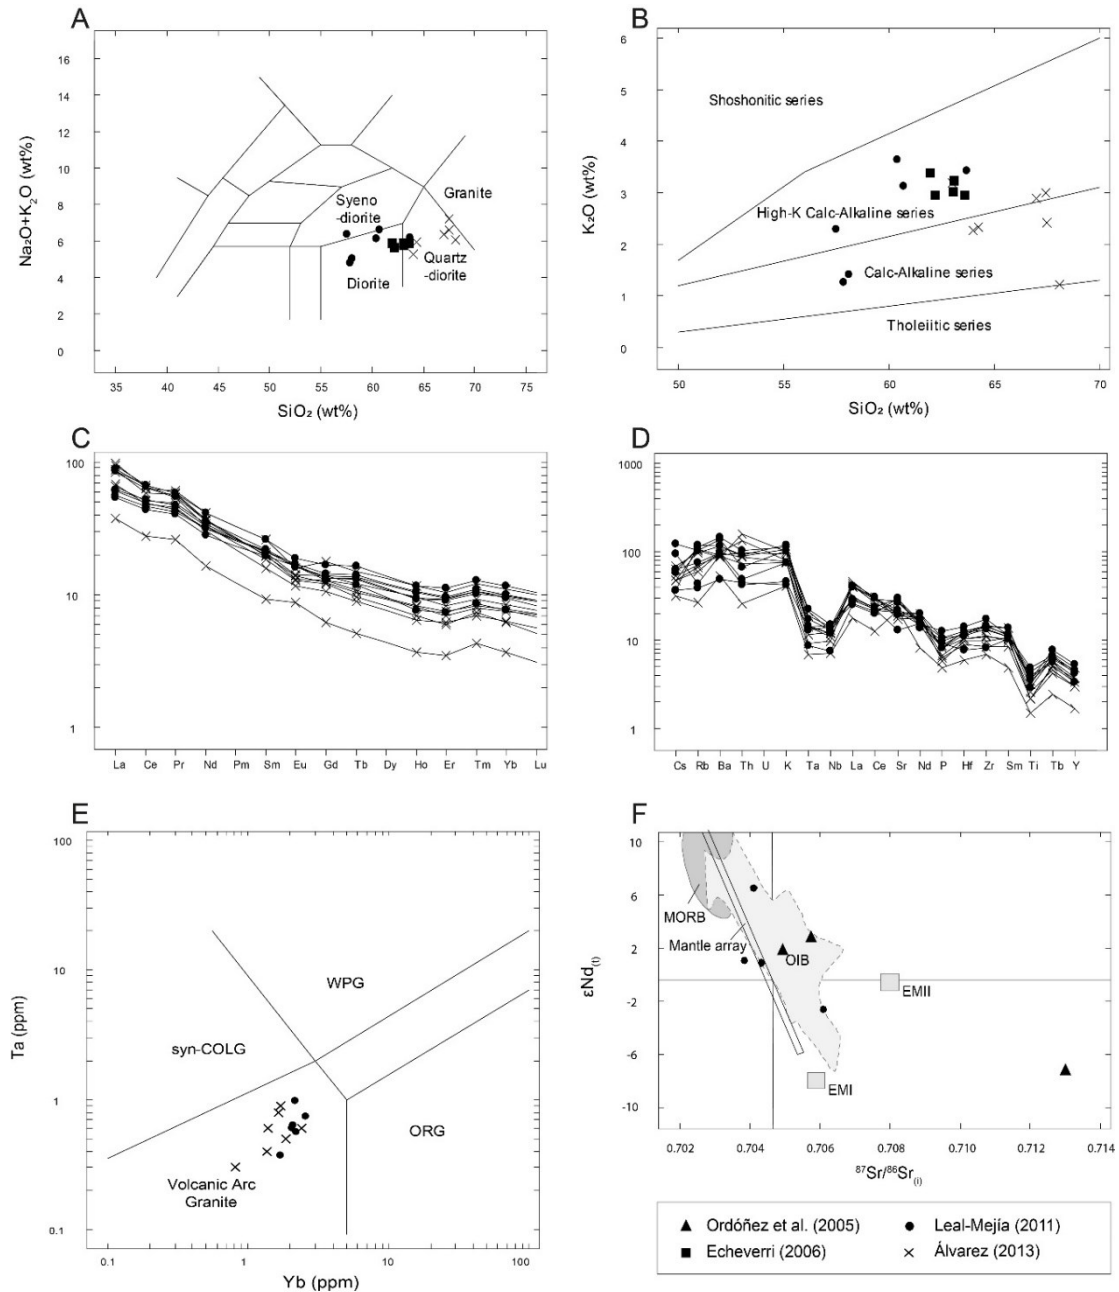 A
Na₂O+K₂O (wt%)
16
14
12
10
8
6
4
2
0
Syeno
-diorite
Granite
Quartz
-diorite
Diorite
35 40 45 50 55 60 65 70 75
SiO₂ (wt%)
B
K₂O (wt%)
6
5
4
3
2
1
0
Shoshonitic series
High-K Calc-Alkaline series
Calc-Alkaline series
Tholeiitic series
50 55 60 65 70
SiO₂ (wt%)
C
100
10
1
La Ce Pr Nd Pm Sm Eu Gd Tb Dy Ho Er Tm Yb Lu
D
1000
100
10
1
Cs Rb Ba Th U K Ta Nb La Ce Sr Nd P Hf Zr Sm Ti Tb Y
E
Ta (ppm)
100
10
1
0.1
WPG
syn-COLG
ORG
Volcanic Arc
Granite
0.1 1 10 100
Yb (ppm)
F
εNd(t)
10
6
2
-2
-6
-10
MORB
Mantle array
OIB
EMII
EMI
0.702 0.704 0.706 0.708 0.710 0.712 0.714
⁸⁷Sr/⁸⁶Sr(i)
Ordóñez et al. (2005) Leal-Mejía (2011)
Echeverri (2006) Álvarez (2013)